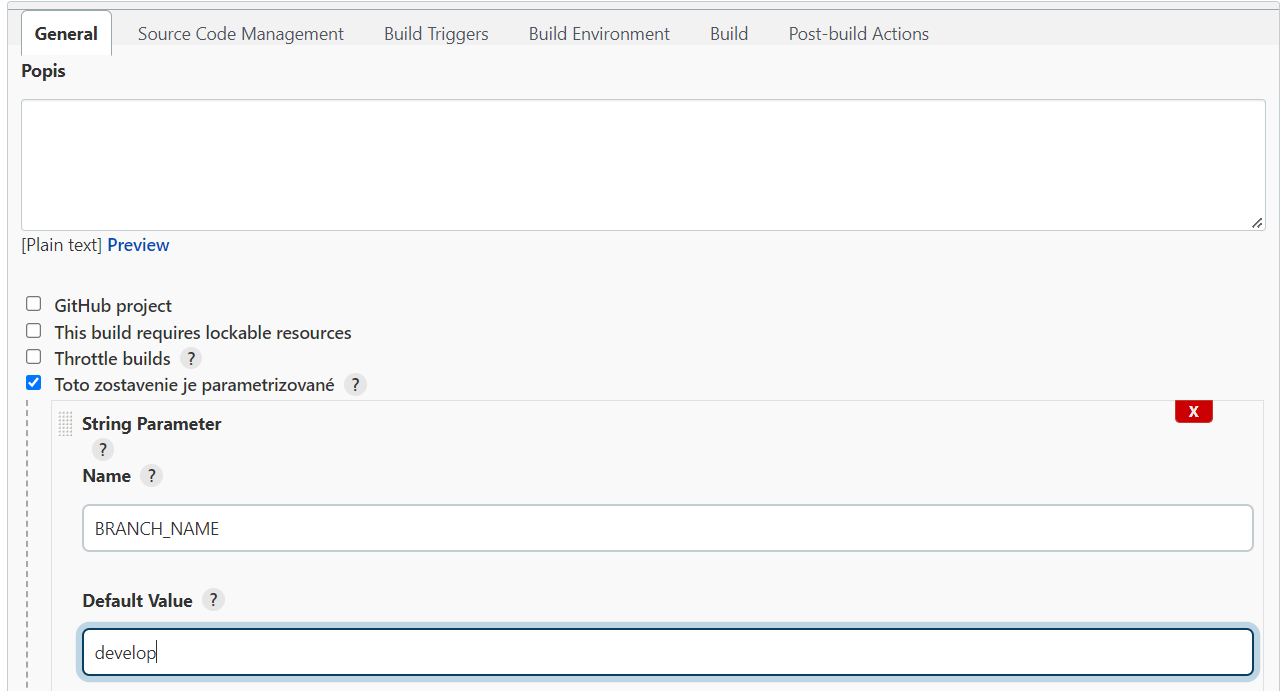 General Source Code Management Build Triggers Build Environment Build Post-build Actions
Popis
[Plain text] Preview
GitHub project
This build requires lockable resources
Throttle builds ?
Toto zostavenie je parametrizované ?
X
String Parameter
?
Name ?
BRANCH_NAME
Default Value ?
develop